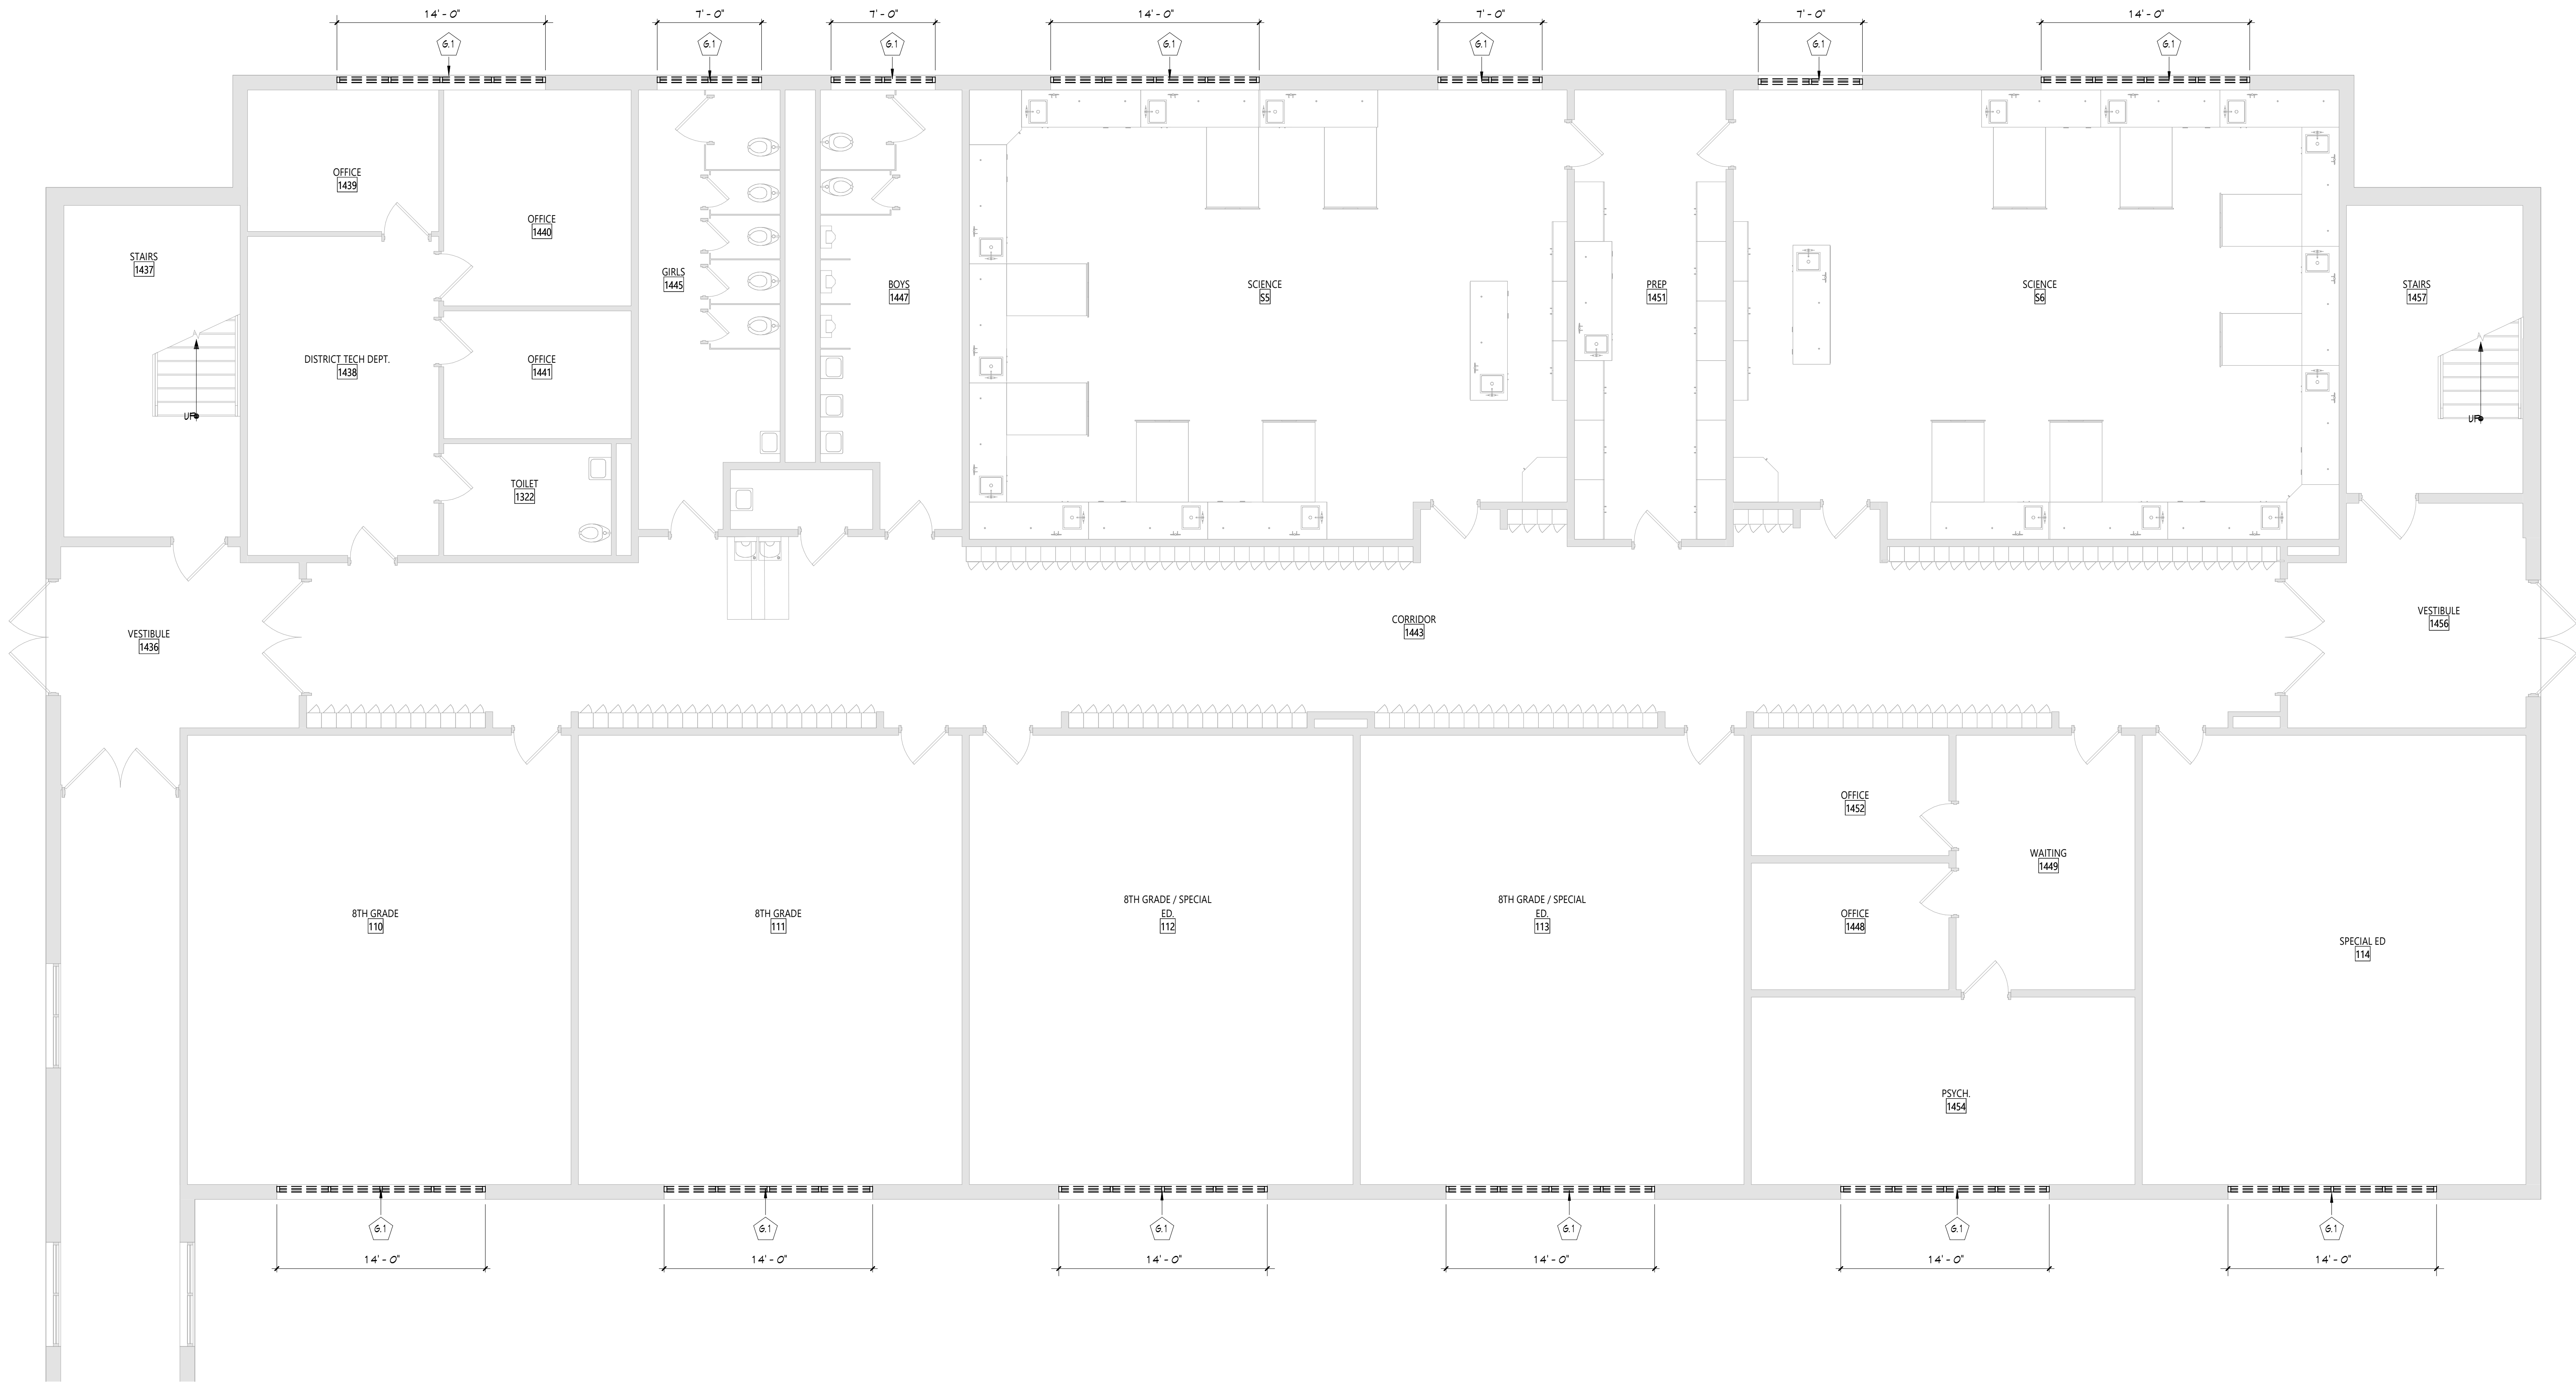 14' - 0"
7' - 0"
7' - 0"
14' - 0"
7' - 0"
7' - 0"
14' - 0"
G.1
G.1
G.1
G.1
G.1
G.1
G.1
OFFICE
1439
OFFICE
1440
STAIRS
1437
GIRLS
1445
BOYS
1447
SCIENCE
S5
PREP
1451
SCIENCE
S6
STAIRS
1457
DISTRICT TECH DEPT.
1438
OFFICE
1441
UP
UP
TOILET
1322
VESTIBULE
1436
CORRIDOR
1443
VESTIBULE
1456
OFFICE
1452
WAITING
1449
8TH GRADE
110
8TH GRADE
111
8TH GRADE / SPECIAL
ED.
112
8TH GRADE / SPECIAL
ED.
113
OFFICE
1448
SPECIAL ED
114
PSYCH.
1454
G.1
G.1
G.1
G.1
G.1
G.1
14' - 0"
14' - 0"
14' - 0"
14' - 0"
14' - 0"
14' - 0"